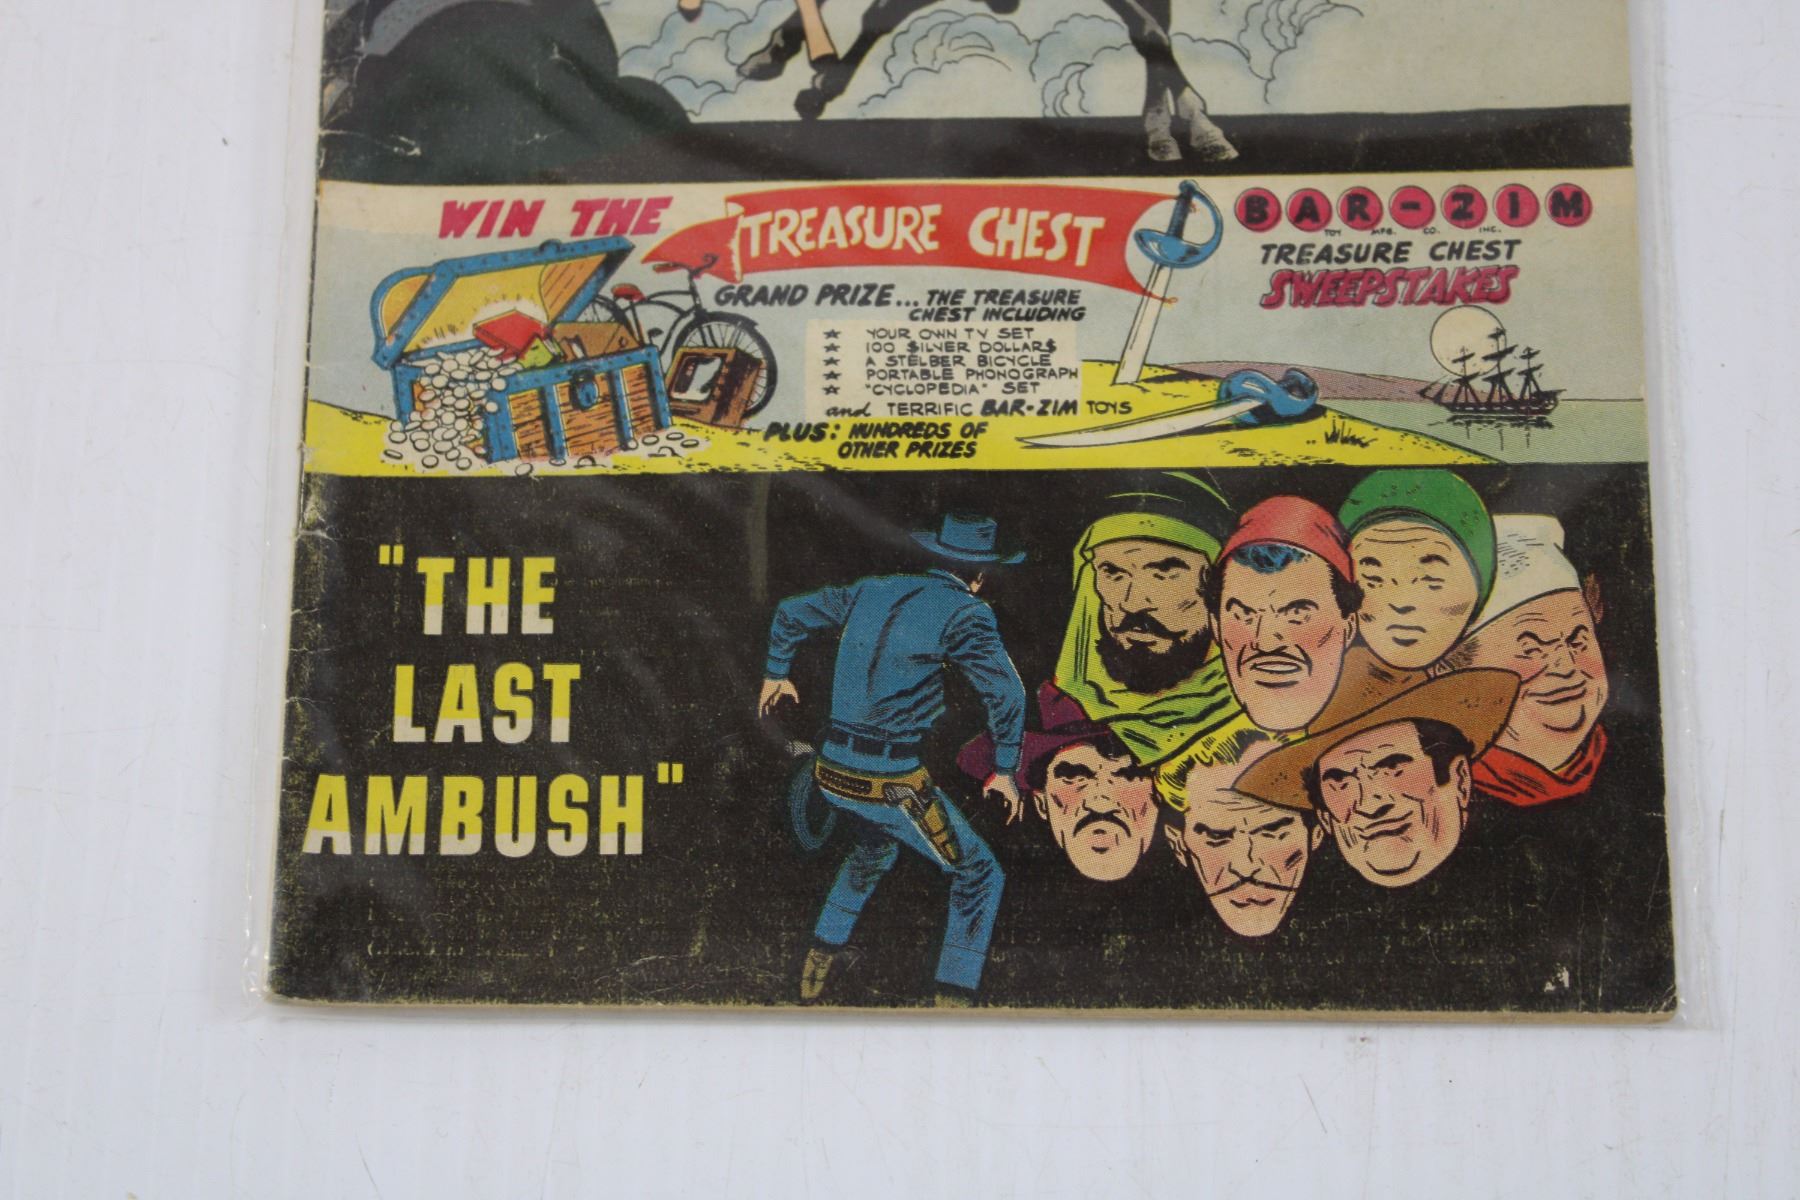 WIN THE
TREASURE CHEST
GRAND PRIZE... THE TREASURE
CHEST INCLUDING
★ YOUR OWN TV SET
★ 100 $ILVER DOLLAR$
★ A STELBER BICYCLE
★ PORTABLE PHONOGRAPH
★ "CYCLOPEDIA" SET
and TERRIFIC BAR-ZIM TOYS
PLUS: HUNDREDS OF
OTHER PRIZES
BAR-ZIM
TOY MFG. CO. INC.
TREASURE CHEST
SWEEPSTAKES
"THE
LAST
AMBUSH"